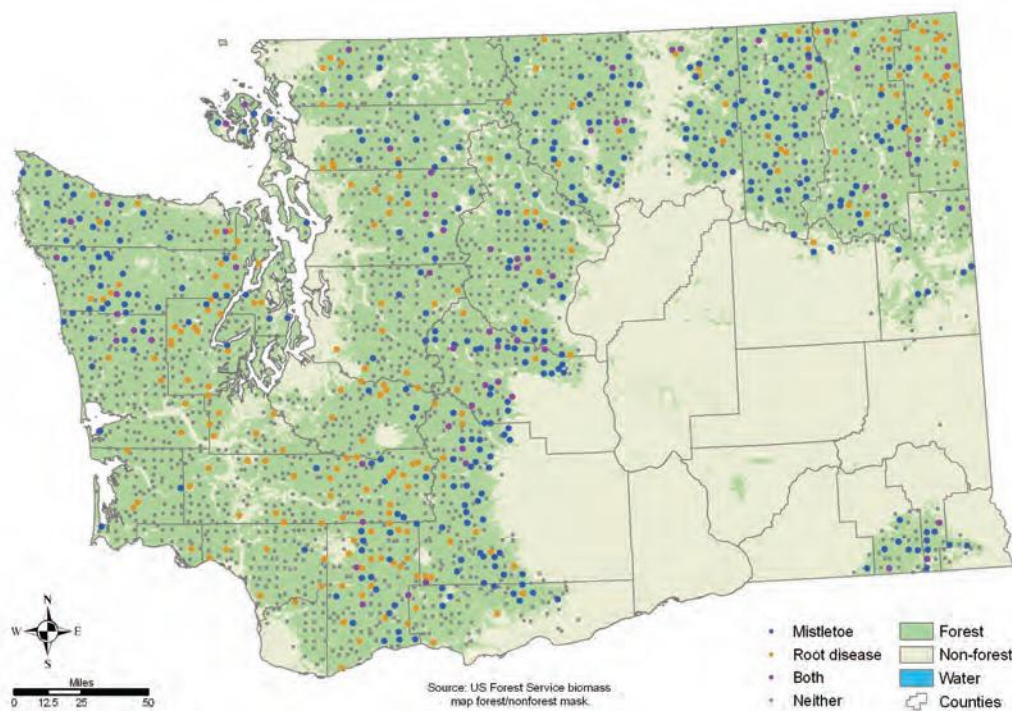 N
W E
S
Miles
0 12.5 25 50
Source: US Forest Service biomass
map forest/nonforest mask.
Mistletoe
Root disease
Both
Neither
Forest
Non-forest
Water
Counties